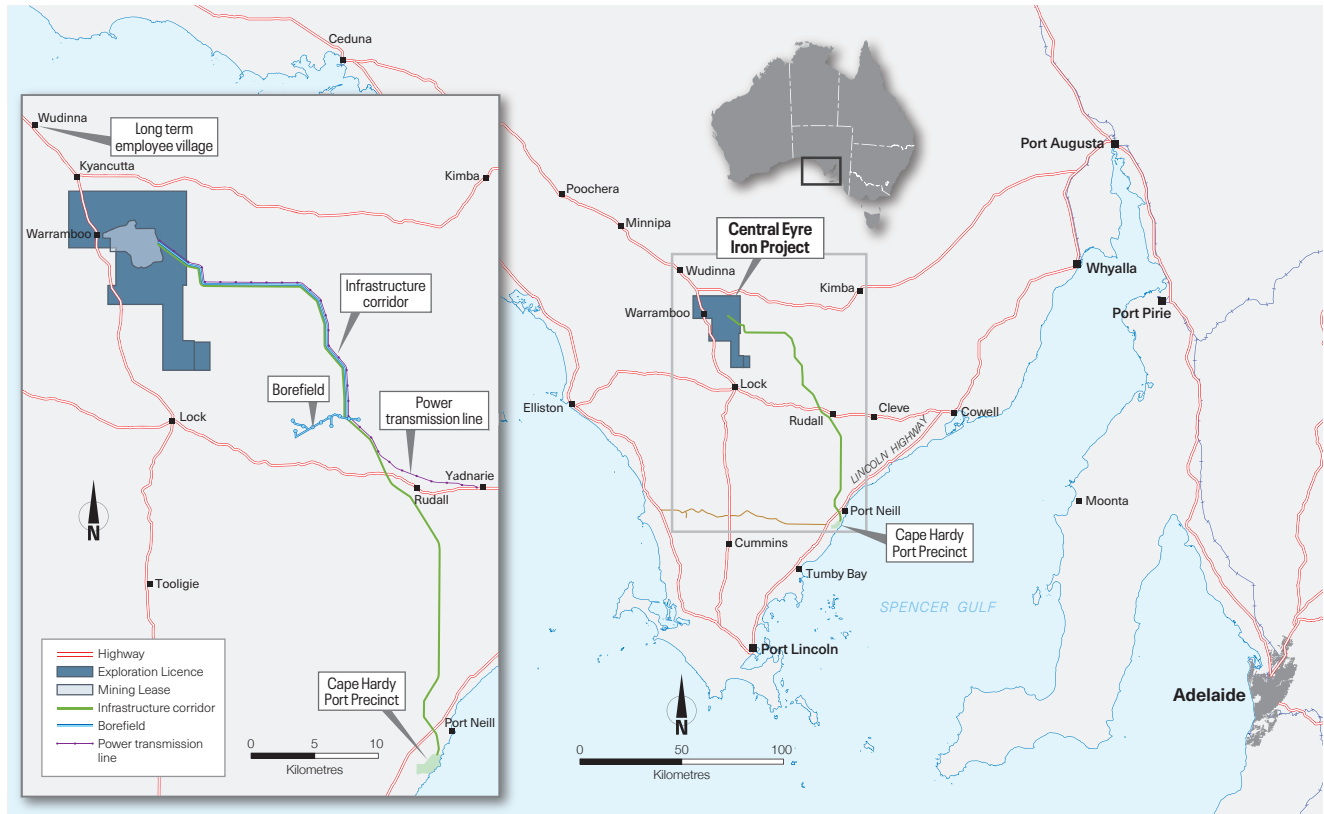 Ceduna
Wudinna
Long term
employee village
Kyancutta
Kimba
Warramboo
Infrastructure
corridor
Borefield
Power
transmission line
Lock
Yadnarie
Rudall
N
Tooligie
Highway
Exploration Licence
Mining Lease
Infrastructure corridor
Borefield
Power transmission
line
Cape Hardy
Port Precinct
Port Neill
0 5 10
Kilometres
Port Augusta
Poochera
Minnipa
Central Eyre
Iron Project
Wudinna
Whyalla
Kimba
Port Pirie
Warramboo
Lock
Elliston
Rudall
Cleve
Cowell
LINCOLN HIGHWAY
Moonta
Port Neill
Cape Hardy
Port Precinct
Cummins
Tumby Bay
SPENCER GULF
Port Lincoln
Adelaide
N
0 50 100
Kilometres